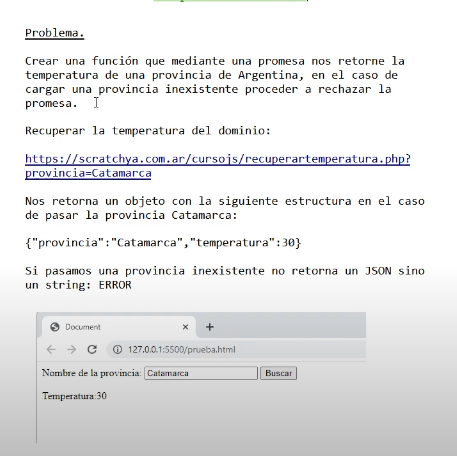 Problema.
Crear una función que mediante una promesa nos retorne la
temperatura de una provincia de Argentina, en el caso de
cargar una provincia inexistente proceder a rechazar la
promesa.
Recuperar la temperatura del dominio:
https://scratchya.com.ar/cursojs/recuperartemperatura.php?
provincia=Catamarca
Nos retorna un objeto con la siguiente estructura en el caso
de pasar la provincia Catamarca:
{"provincia":"Catamarca","temperatura":30}
Si pasamos una provincia inexistente no retorna un JSON sino
un string: ERROR
Document
127.0.0.1:5500/prueba.html
Nombre de la provincia: Catamarca Buscar
Temperatura:30